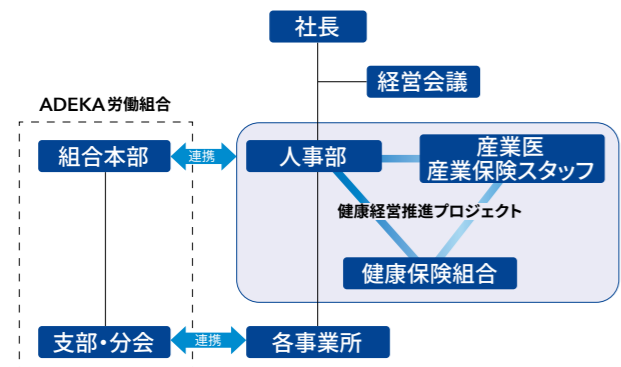 社長
経営会議
ADEKA労働組合
組合本部
連携
人事部
産業医
産業保険スタッフ
健康経営推進プロジェクト
健康保険組合
支部・分会
連携
各事業所